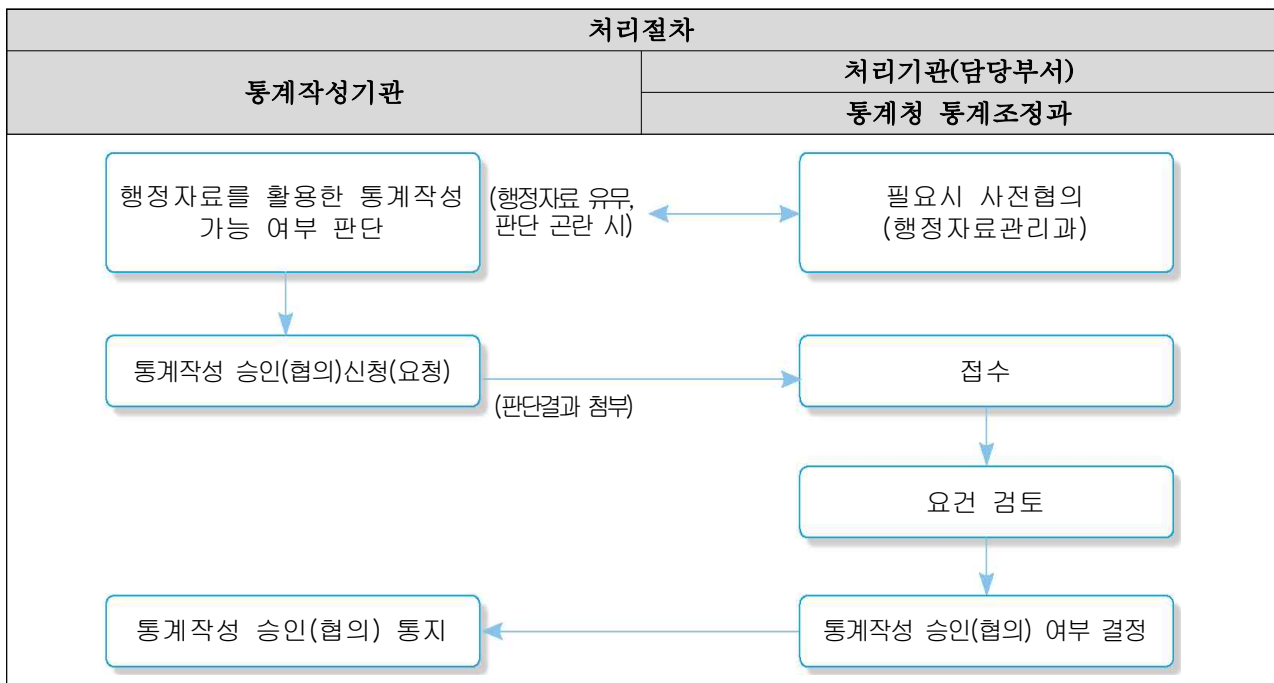 처리절차
통계작성기관
처리기관(담당부서)
통계청 통계조정과
행정자료를 활용한 통계작성
가능 여부 판단
(행정자료 유무,
판단 곤란 시)
필요시 사전협의
(행정자료관리과)
통계작성 승인(협의)신청(요청)
(판단결과 첨부)
접수
요건 검토
통계작성 승인(협의) 통지
통계작성 승인(협의) 여부 결정